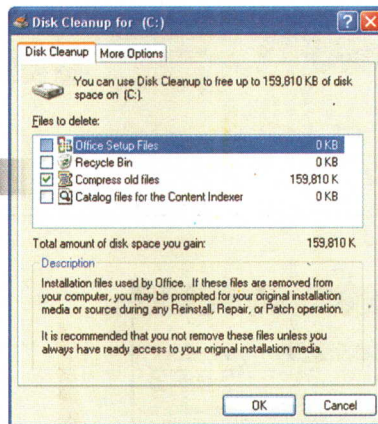 Disk Cleanup for (C:)
Disk Cleanup
More Options
You can use Disk Cleanup to free up to 159,810 KB of disk
space on (C:).
Files to delete:
Office Setup Files 0 KB
Recycle Bin 0 KB
Compress old files 159,810 KB
Catalog files for the Content Indexer 0 KB
Total amount of disk space you gain: 159,810 K
Description
Installation files used by Office. If these files are removed from
your computer, you may be prompted for your original installation
media or source during any Reinstall, Repair, or Patch operation.
It is recommended that you not remove these files unless you
always have ready access to your original installation media.
OK
Cancel